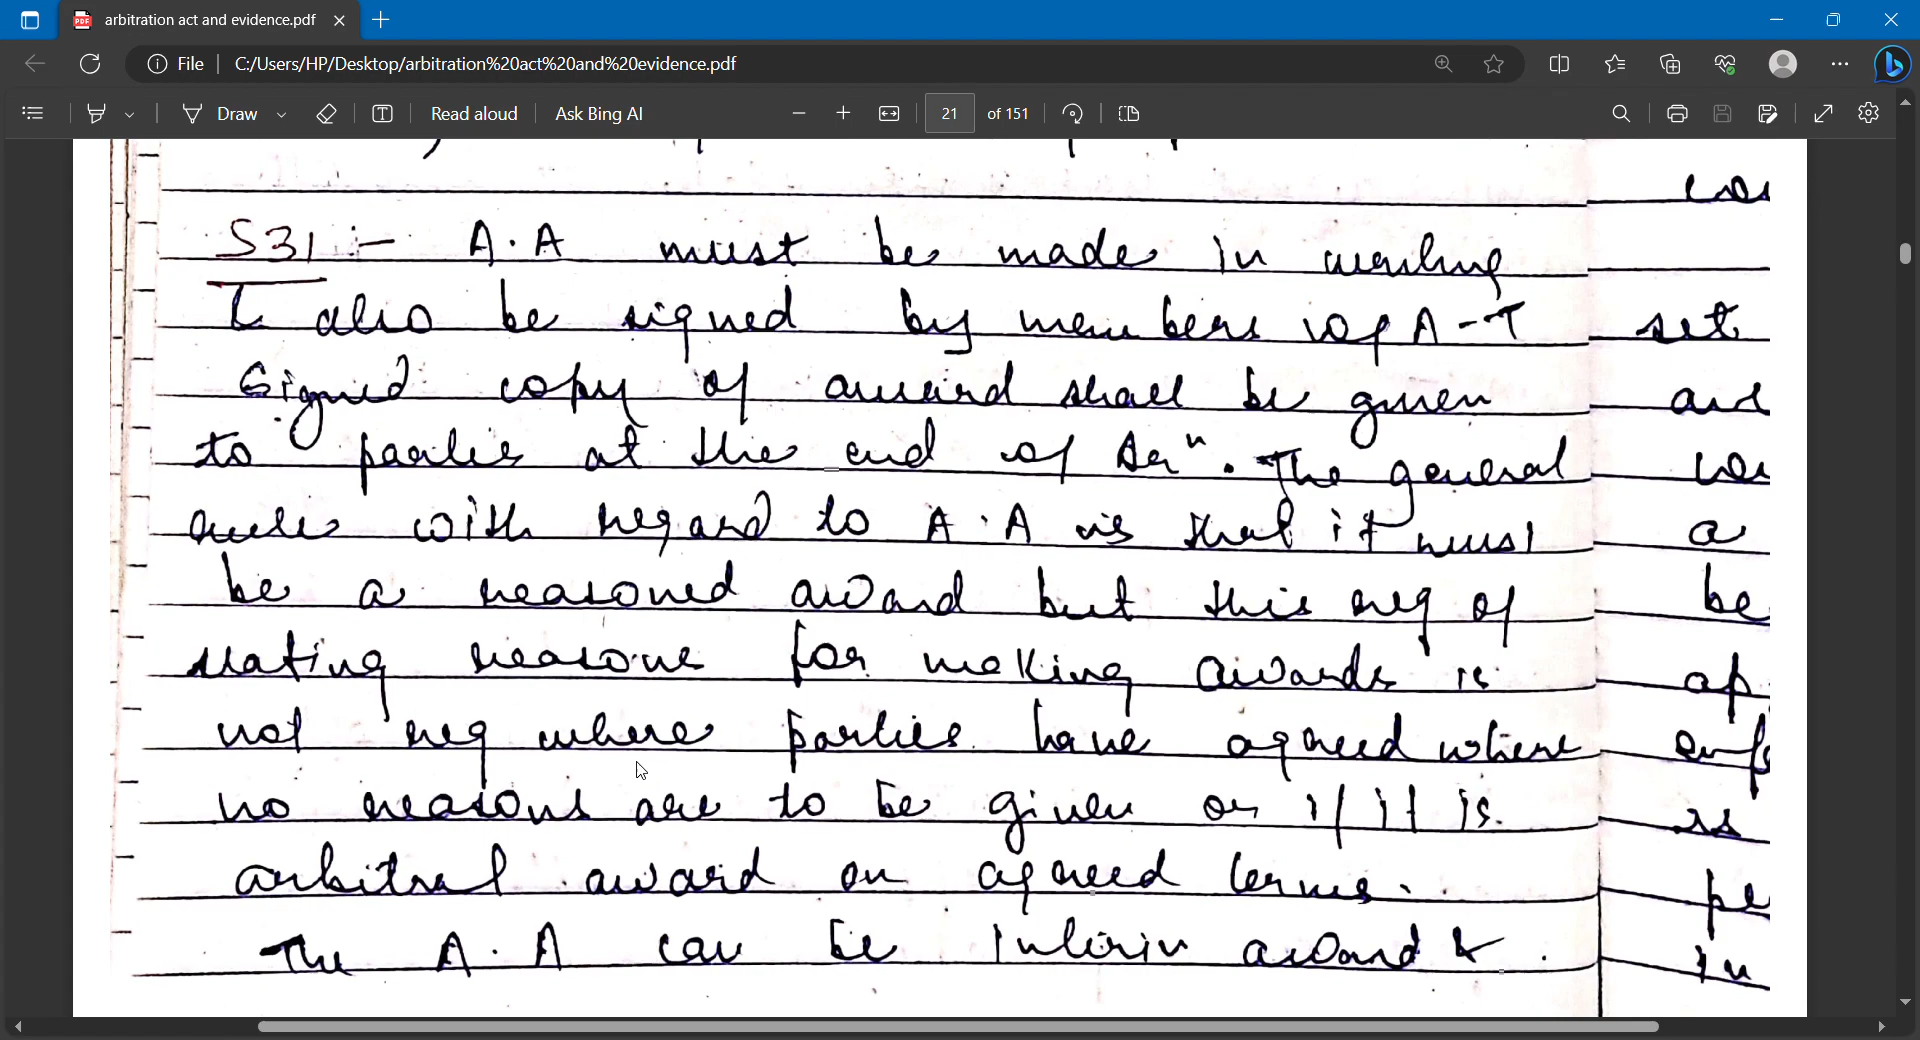 arbitration act and evidence.pdf
File
C:/Users/HP/Desktop/arbitration%20act%20and%20evidence.pdf
Draw
Read aloud
Ask Bing AI
21 of 151
S31 :- A.A must be made in writing
& also be signed by members of A-T
Signed copy of award shall be given
to parties at the end of Arⁿ. The general
rule with regard to A.A is that it must
be a reasoned award but this req of
stating reasons for making awards is
not req where parties have agreed where
no reasons are to be given or if it is
arbitral award on agreed terms.
The A.A can be interim award &
set
a
be
is
in